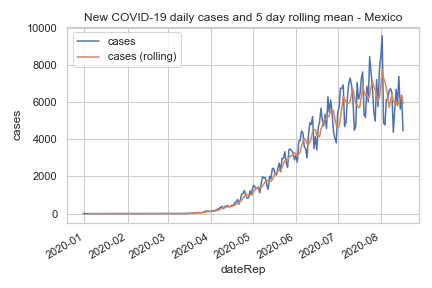 New COVID-19 daily cases and 5 day rolling mean - Mexico
cases
cases (rolling)
10000
8000
6000
4000
2000
0
cases
2020-01
2020-02
2020-03
2020-04
2020-05
2020-06
2020-07
2020-08
dateRep